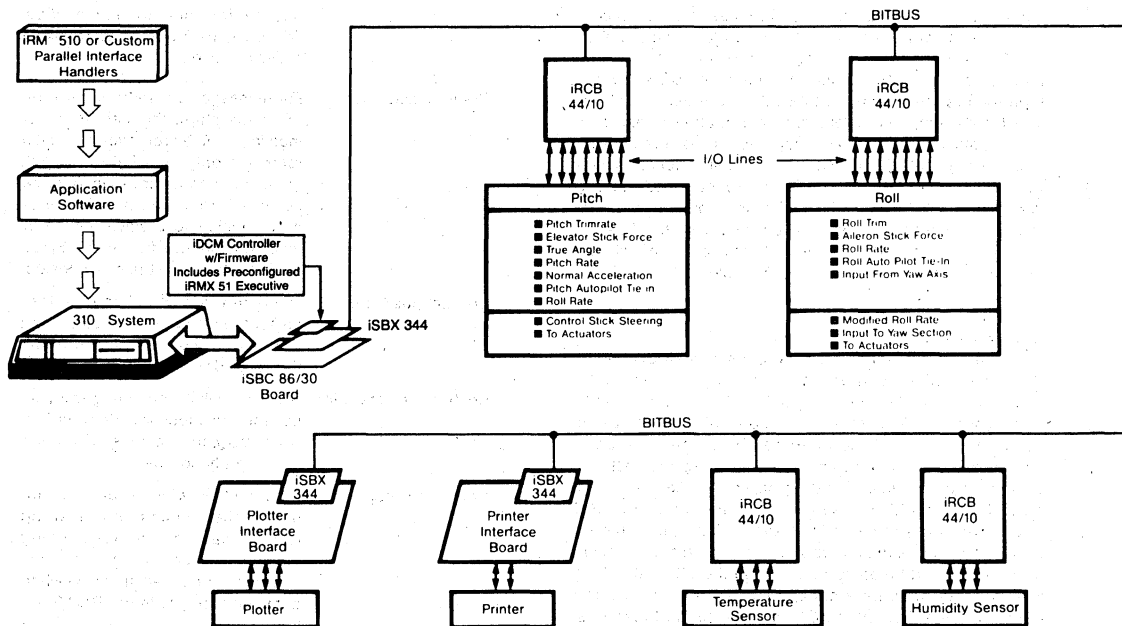 iRM 510 or Custom
Parallel Interface
Handlers
Application
Software
iDCM Controller
w/Firmware
Includes Preconfigured
iRMX 51 Executive
310 System
iSBX 344
iSBC 86/30
Board
BITBUS
iRCB
44/10
iRCB
44/10
I/O Lines
Pitch
■ Pitch Trimrate
■ Elevator Stick Force
■ True Angle
■ Pitch Rate
■ Normal Acceleration
■ Pitch Autopilot Tie In
■ Roll Rate
■ Control Stick Steering
■ To Actuators
Roll
■ Roll Trim
■ Aileron Stick Force
■ Roll Rate
■ Roll Auto Pilot Tie-In
■ Input From Yaw Axis
■ Modified Roll Rate
■ Input To Yaw Section
■ To Actuators
BITBUS
iSBX
344
Plotter
Interface
Board
Plotter
iSBX
344
Printer
Interface
Board
Printer
iRCB
44/10
Temperature
Sensor
iRCB
44/10
Humidity Sensor